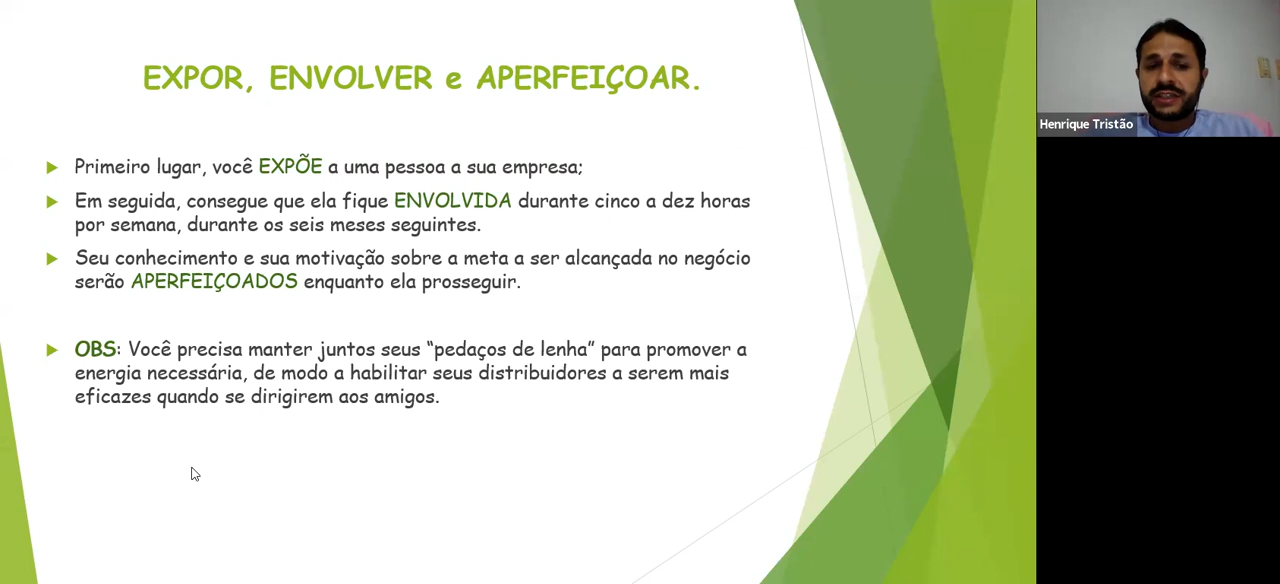 EXPOR, ENVOLVER e APERFEIÇOAR.
Primeiro lugar, você EXPÕE a uma pessoa a sua empresa;
Em seguida, consegue que ela fique ENVOLVIDA durante cinco a dez horas
por semana, durante os seis meses seguintes.
Seu conhecimento e sua motivação sobre a meta a ser alcançada no negócio
serão APERFEIÇOADOS enquanto ela prosseguir.
OBS: Você precisa manter juntos seus “pedaços de lenha” para promover a
energia necessária, de modo a habilitar seus distribuidores a serem mais
eficazes quando se dirigirem aos amigos.
Henrique Tristão